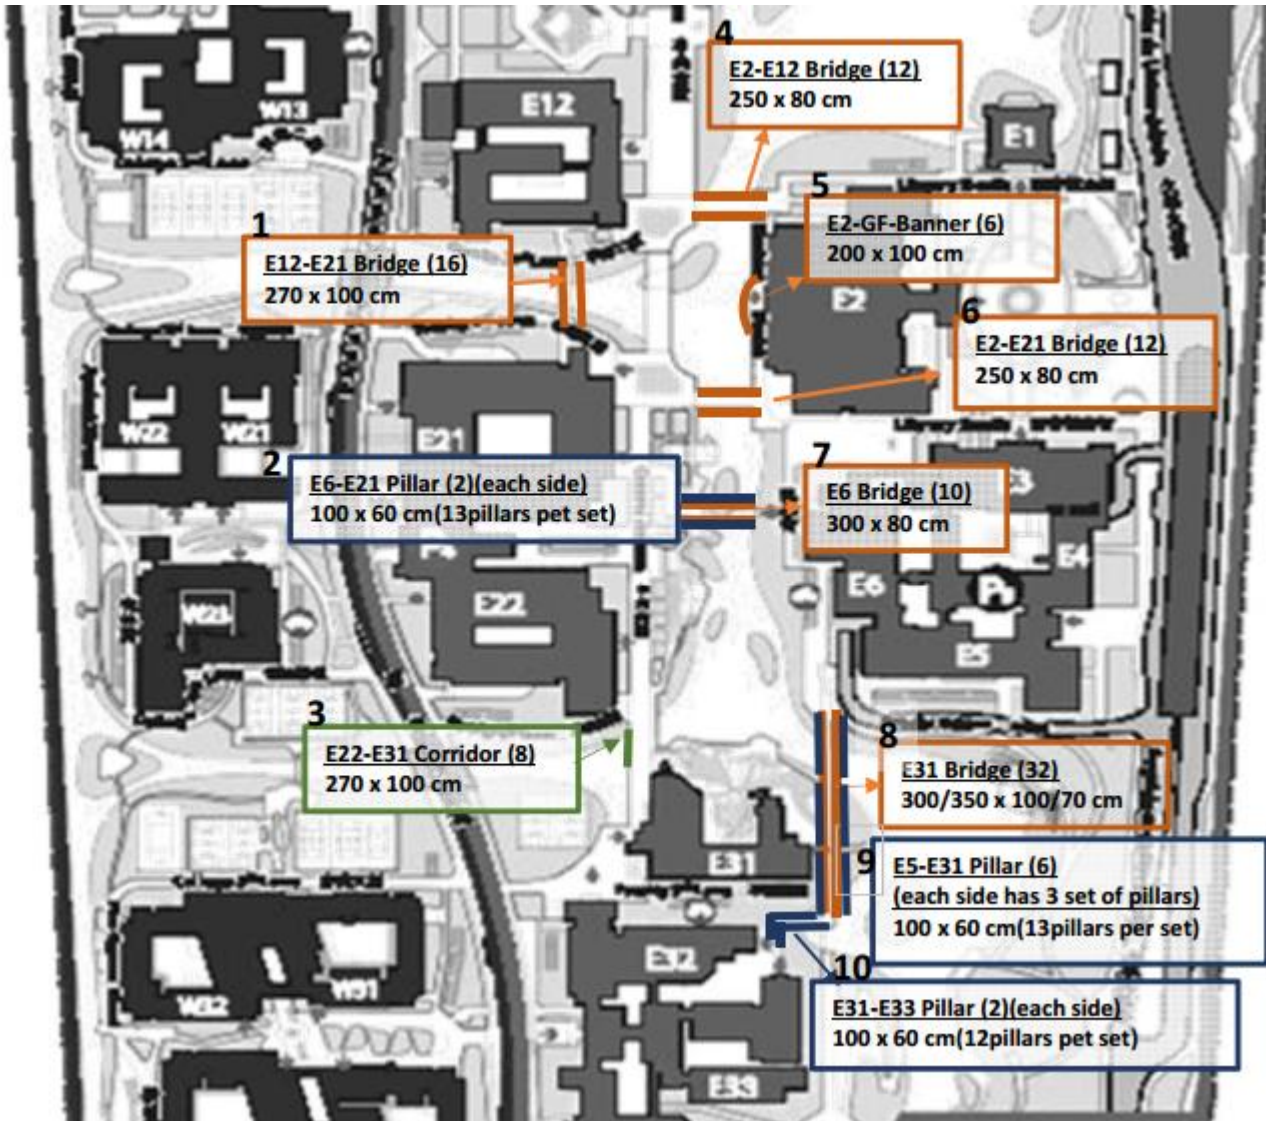 4
E2-E12 Bridge (12)
250 x 80 cm
W13
W14
E12
E1
5
E2-GF-Banner (6)
200 x 100 cm
1
E12-E21 Bridge (16)
270 x 100 cm
E2
6
E2-E21 Bridge (12)
250 x 80 cm
W22
W21
E21
2
E6-E21 Pillar (2)(each side)
100 x 60 cm(13pillars pet set)
7
E6 Bridge (10)
300 x 80 cm
E4
E6
P
W23
E22
E5
3
E22-E31 Corridor (8)
270 x 100 cm
8
E31 Bridge (32)
300/350 x 100/70 cm
E31
9
E5-E31 Pillar (6)
(each side has 3 set of pillars)
100 x 60 cm(13pillars per set)
E32
W32
W31
10
E31-E33 Pillar (2)(each side)
100 x 60 cm(12pillars pet set)
E33